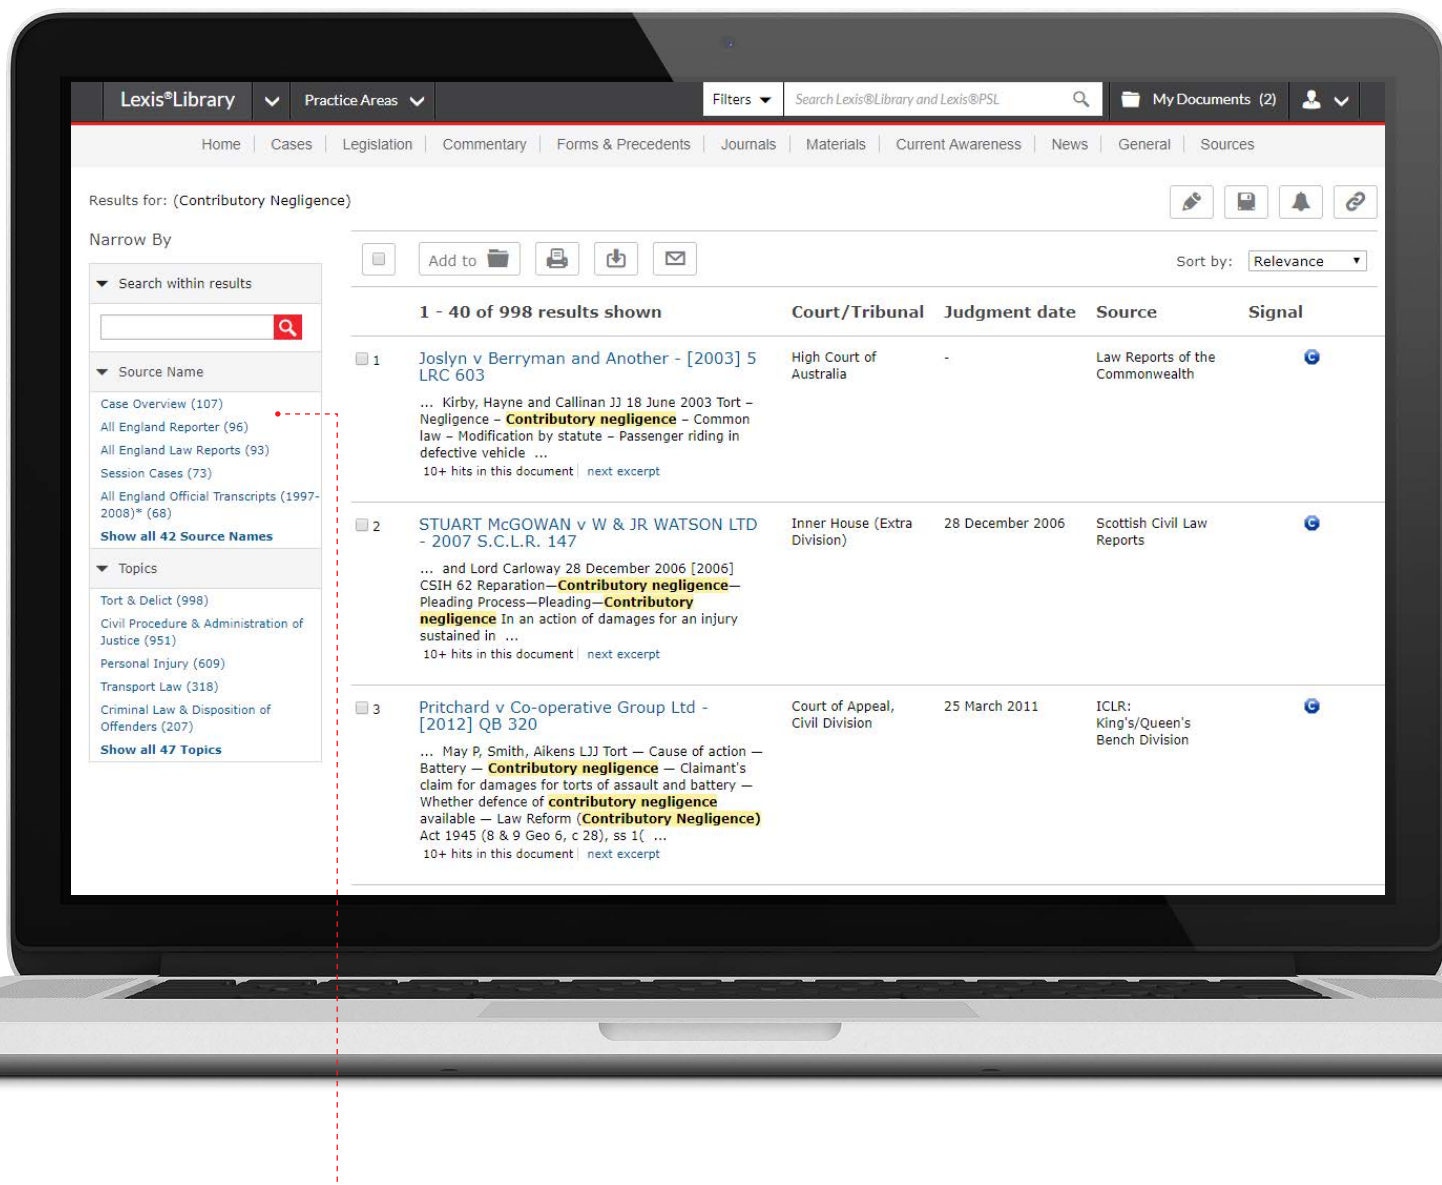 Lexis®Library
Practice Areas
Filters
Search Lexis®Library and Lexis®PSL
My Documents (2)
Home
Cases
Legislation
Commentary
Forms & Precedents
Journals
Materials
Current Awareness
News
General
Sources
Results for: (Contributory Negligence)
Narrow By
Search within results
Source Name
Case Overview (107)
All England Reporter (96)
All England Law Reports (93)
Session Cases (73)
All England Official Transcripts (1997-
2008)* (68)
Show all 42 Source Names
Topics
Tort & Delict (998)
Civil Procedure & Administration of
Justice (951)
Personal Injury (609)
Transport Law (318)
Criminal Law & Disposition of
Offenders (207)
Show all 47 Topics
Add to
Sort by: Relevance
1 - 40 of 998 results shown
Court/Tribunal
Judgment date
Source
Signal
1
Joslyn v Berryman and Another - [2003] 5
LRC 603
... Kirby, Hayne and Callinan JJ 18 June 2003 Tort –
Negligence – Contributory negligence – Common
law – Modification by statute – Passenger riding in
defective vehicle ...
10+ hits in this document
next excerpt
High Court of
Australia
-
Law Reports of the
Commonwealth
C
2
STUART McGOWAN v W & JR WATSON LTD
- 2007 S.C.L.R. 147
... and Lord Carloway 28 December 2006 [2006]
CSIH 62 Reparation—Contributory negligence—
Pleading Process—Pleading—Contributory
negligence In an action of damages for an injury
sustained in ...
10+ hits in this document
next excerpt
Inner House (Extra
Division)
28 December 2006
Scottish Civil Law
Reports
C
3
Pritchard v Co-operative Group Ltd -
[2012] QB 320
... May P, Smith, Aikens LJJ Tort — Cause of action —
Battery — Contributory negligence — Claimant's
claim for damages for torts of assault and battery —
Whether defence of contributory negligence
available — Law Reform (Contributory Negligence)
Act 1945 (8 & 9 Geo 6, c 28), ss 1( ...
10+ hits in this document
next excerpt
Court of Appeal,
Civil Division
25 March 2011
ICLR:
King's/Queen's
Bench Division
C